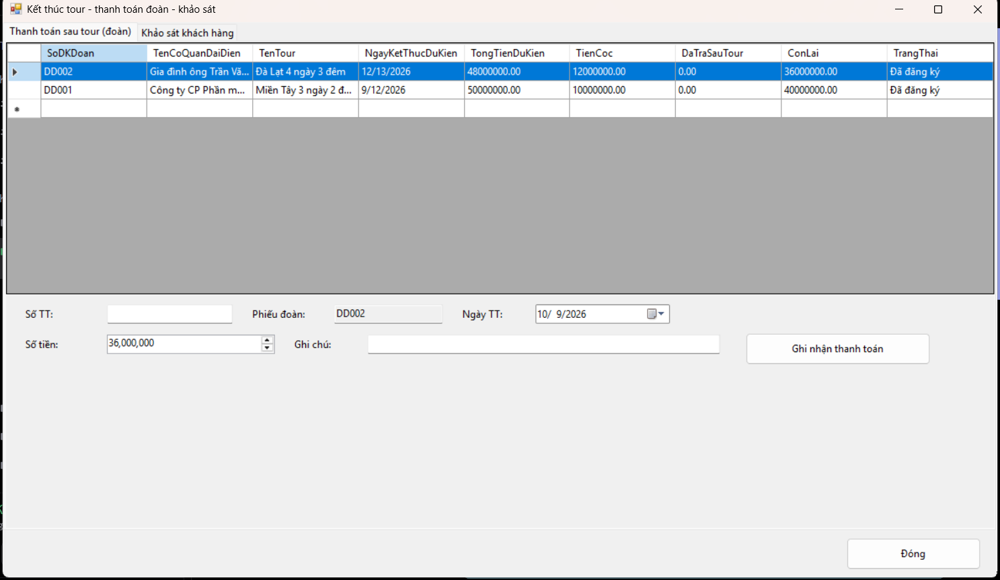 Kết thúc tour - thanh toán đoàn - khảo sát
Thanh toán sau tour (đoàn) Khảo sát khách hàng
SoDKDoan TenCoQuanDaiDien TenTour NgayKetThucDuKien TongTienDuKien TienCoc DaTraSauTour ConLai TrangThai
DD002 Gia đình ông Trần Vă... Đà Lạt 4 ngày 3 đêm 12/13/2026 48000000.00 12000000.00 0.00 36000000.00 Đã đăng ký
DD001 Công ty CP Phần m... Miền Tây 3 ngày 2 đ... 9/12/2026 50000000.00 10000000.00 0.00 40000000.00 Đã đăng ký
Số TT: Phiếu đoàn: DD002 Ngày TT: 10/ 9/2026
Số tiền: 36,000,000 Ghi chú: Ghi nhận thanh toán
Đóng